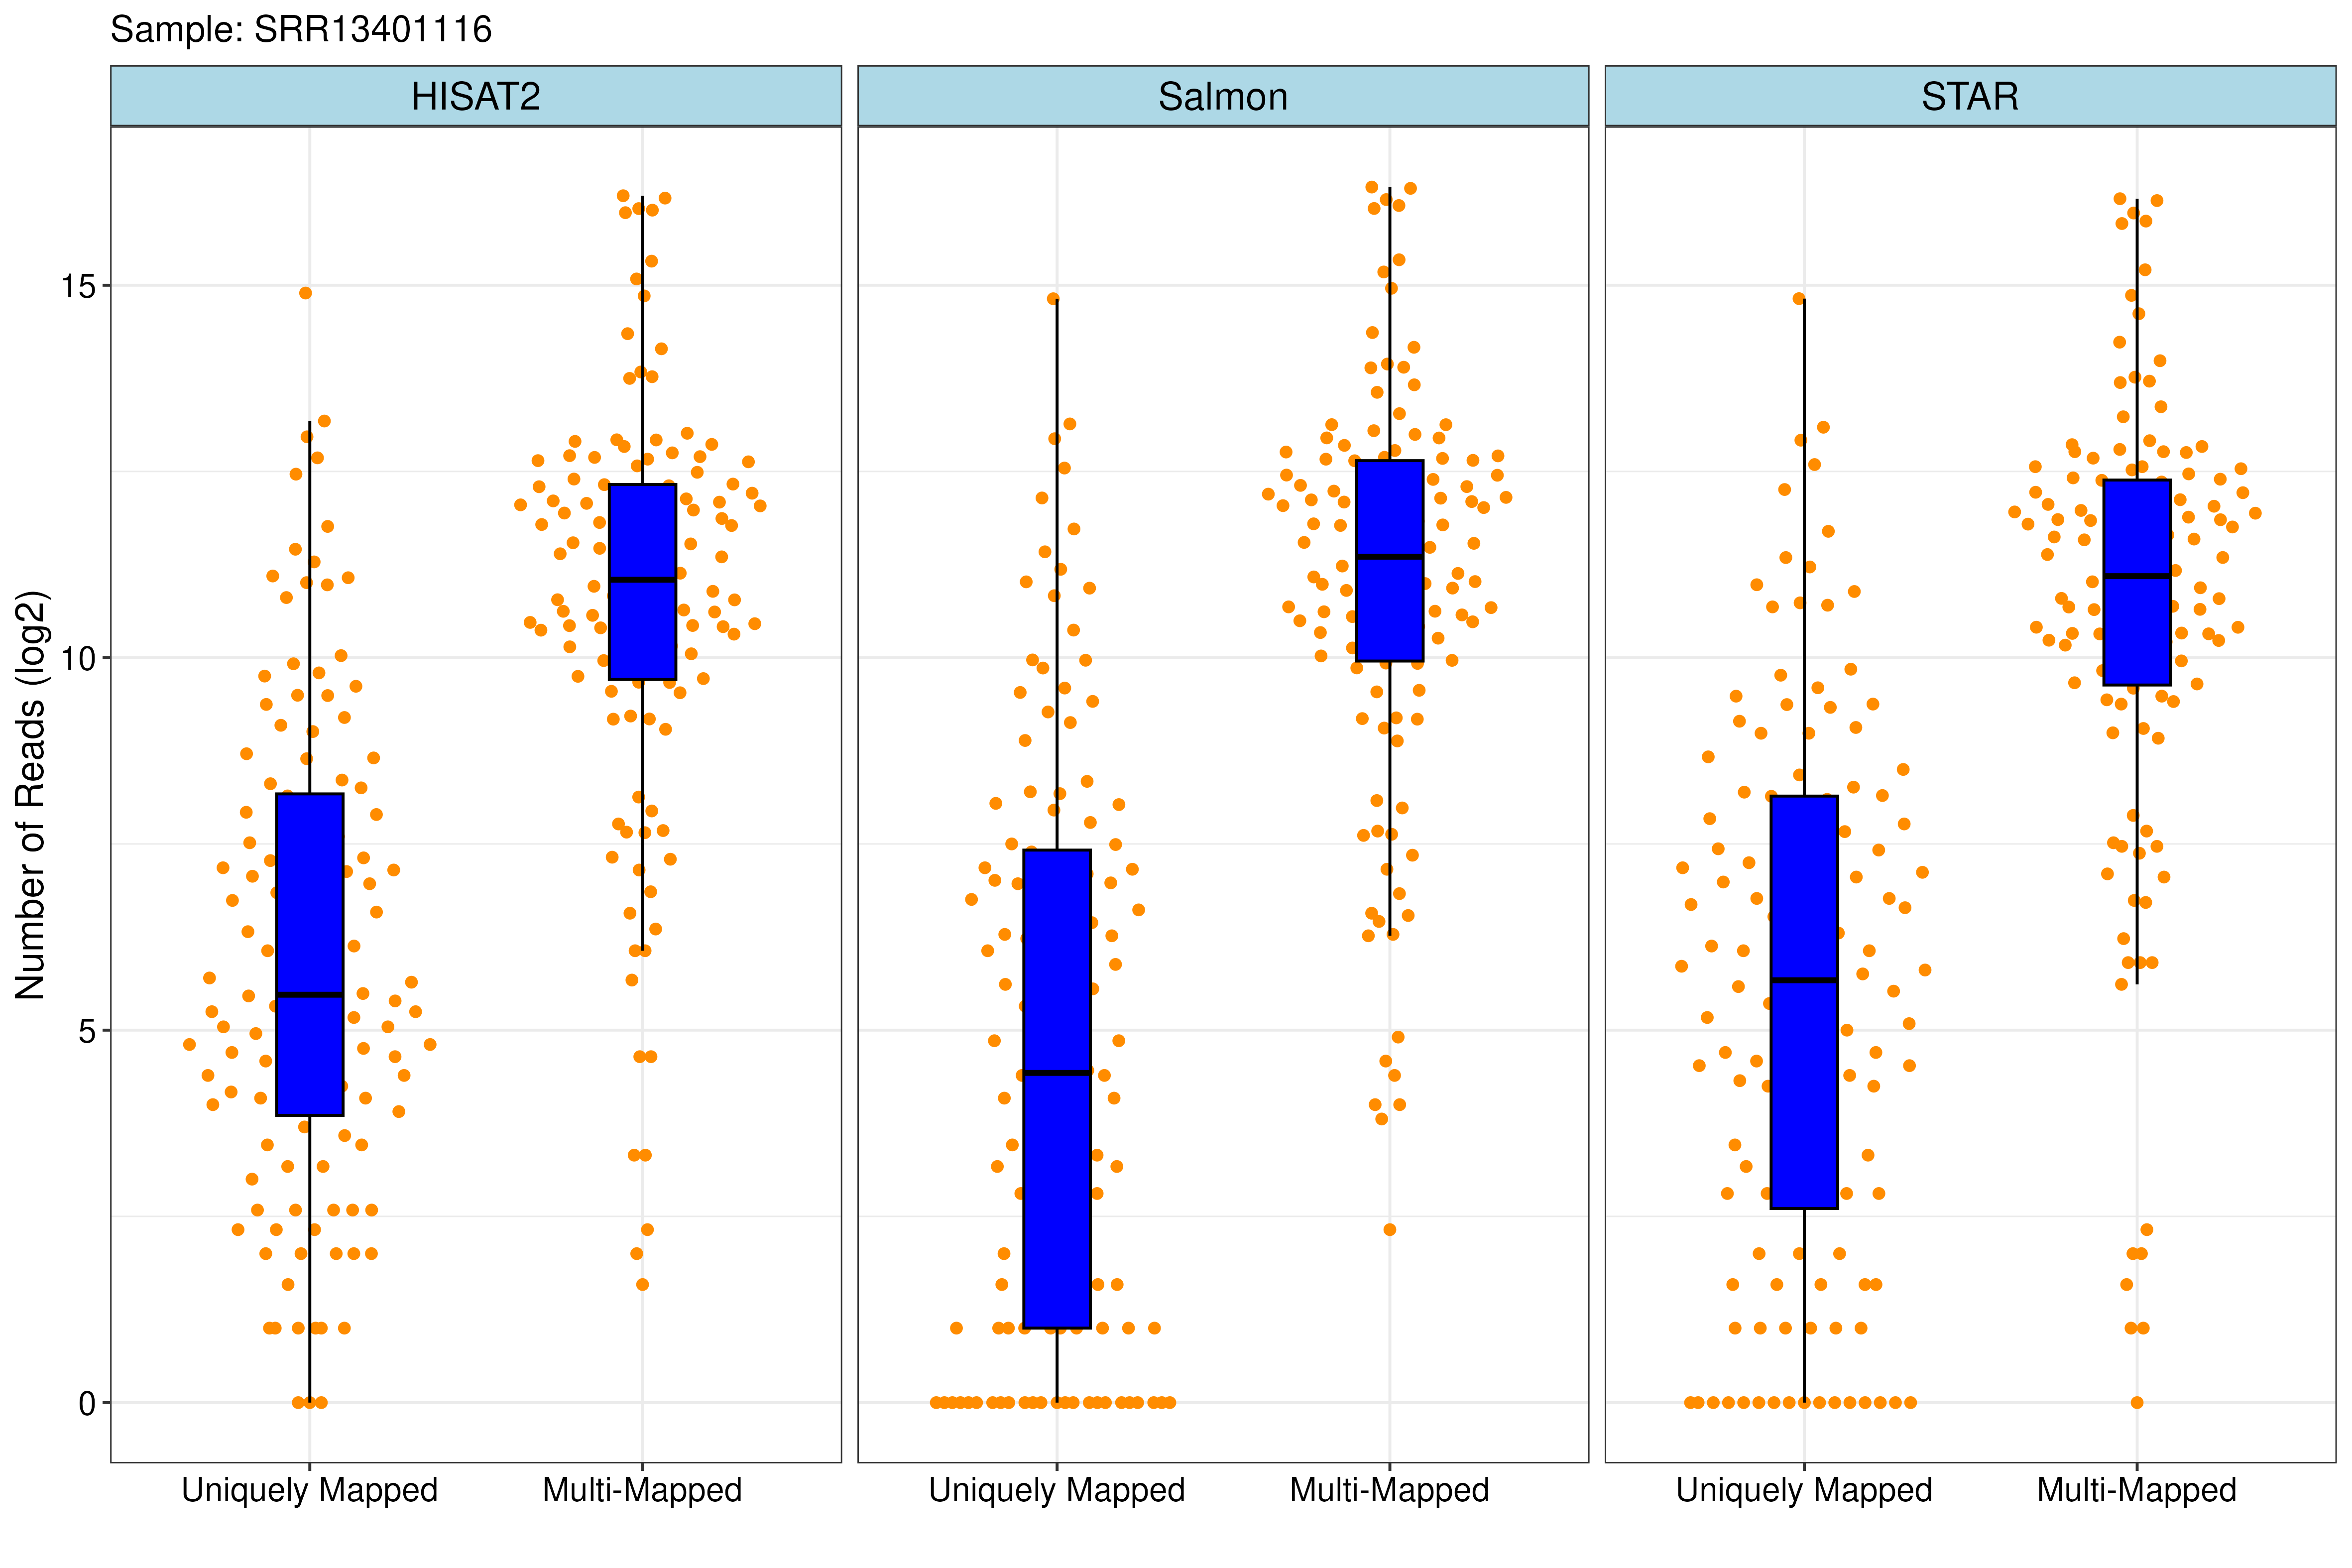 Sample: SRR13401116
HISAT2 Salmon STAR
Number of Reads (log2)
15
10
5
0
Uniquely Mapped Multi-Mapped Uniquely Mapped Multi-Mapped Uniquely Mapped Multi-Mapped